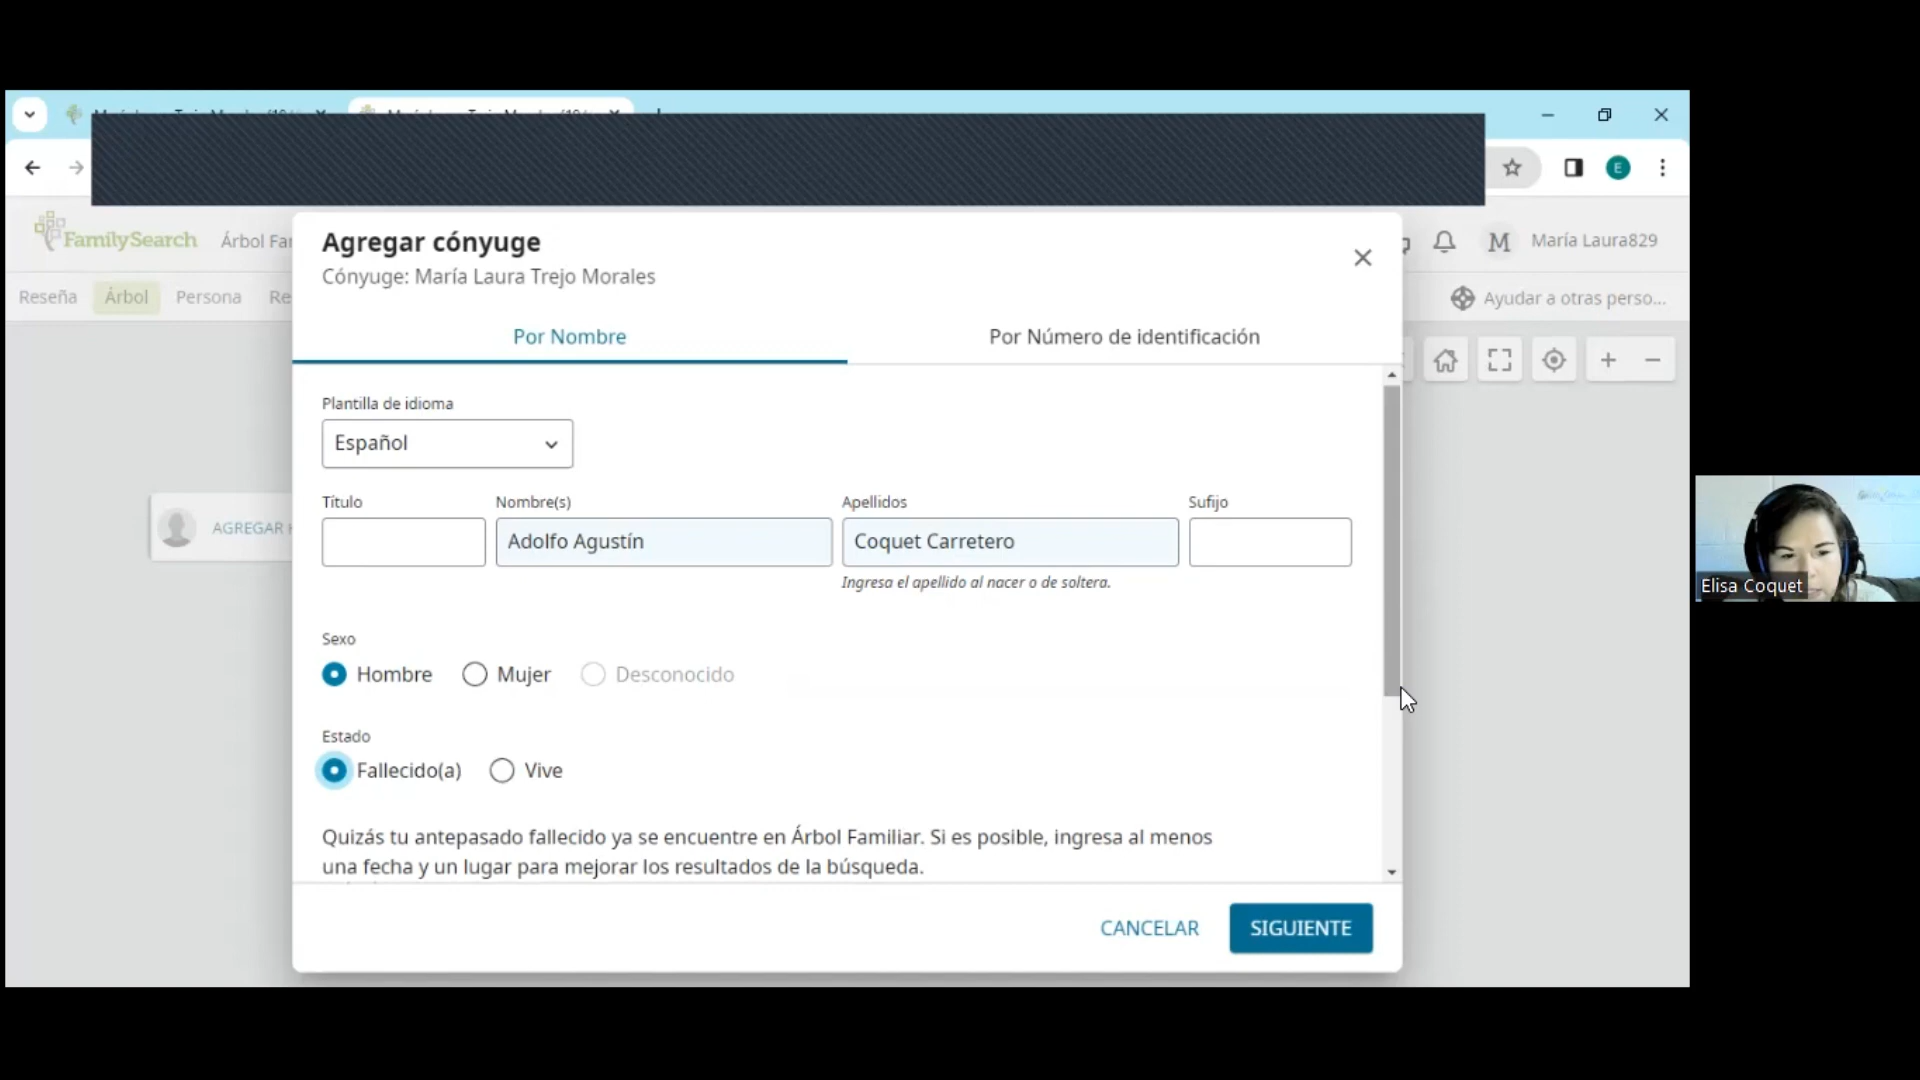 E
FamilySearch
Árbol Fa
Agregar cónyuge
Cónyuge: María Laura Trejo Morales
M
María Laura829
Reseña
Árbol
Persona
Re
Ayudar a otras perso...
Por Nombre
Por Número de identificación
Plantilla de idioma
Español
Título
Nombre(s)
Apellidos
Sufijo
AGREGAR
Adolfo Agustín
Coquet Carretero
Ingresa el apellido al nacer o de soltera.
Elisa Coquet
Sexo
Hombre
Mujer
Desconocido
Estado
Fallecido(a)
Vive
Quizás tu antepasado fallecido ya se encuentre en Árbol Familiar. Si es posible, ingresa al menos
una fecha y un lugar para mejorar los resultados de la búsqueda.
CANCELAR
SIGUIENTE